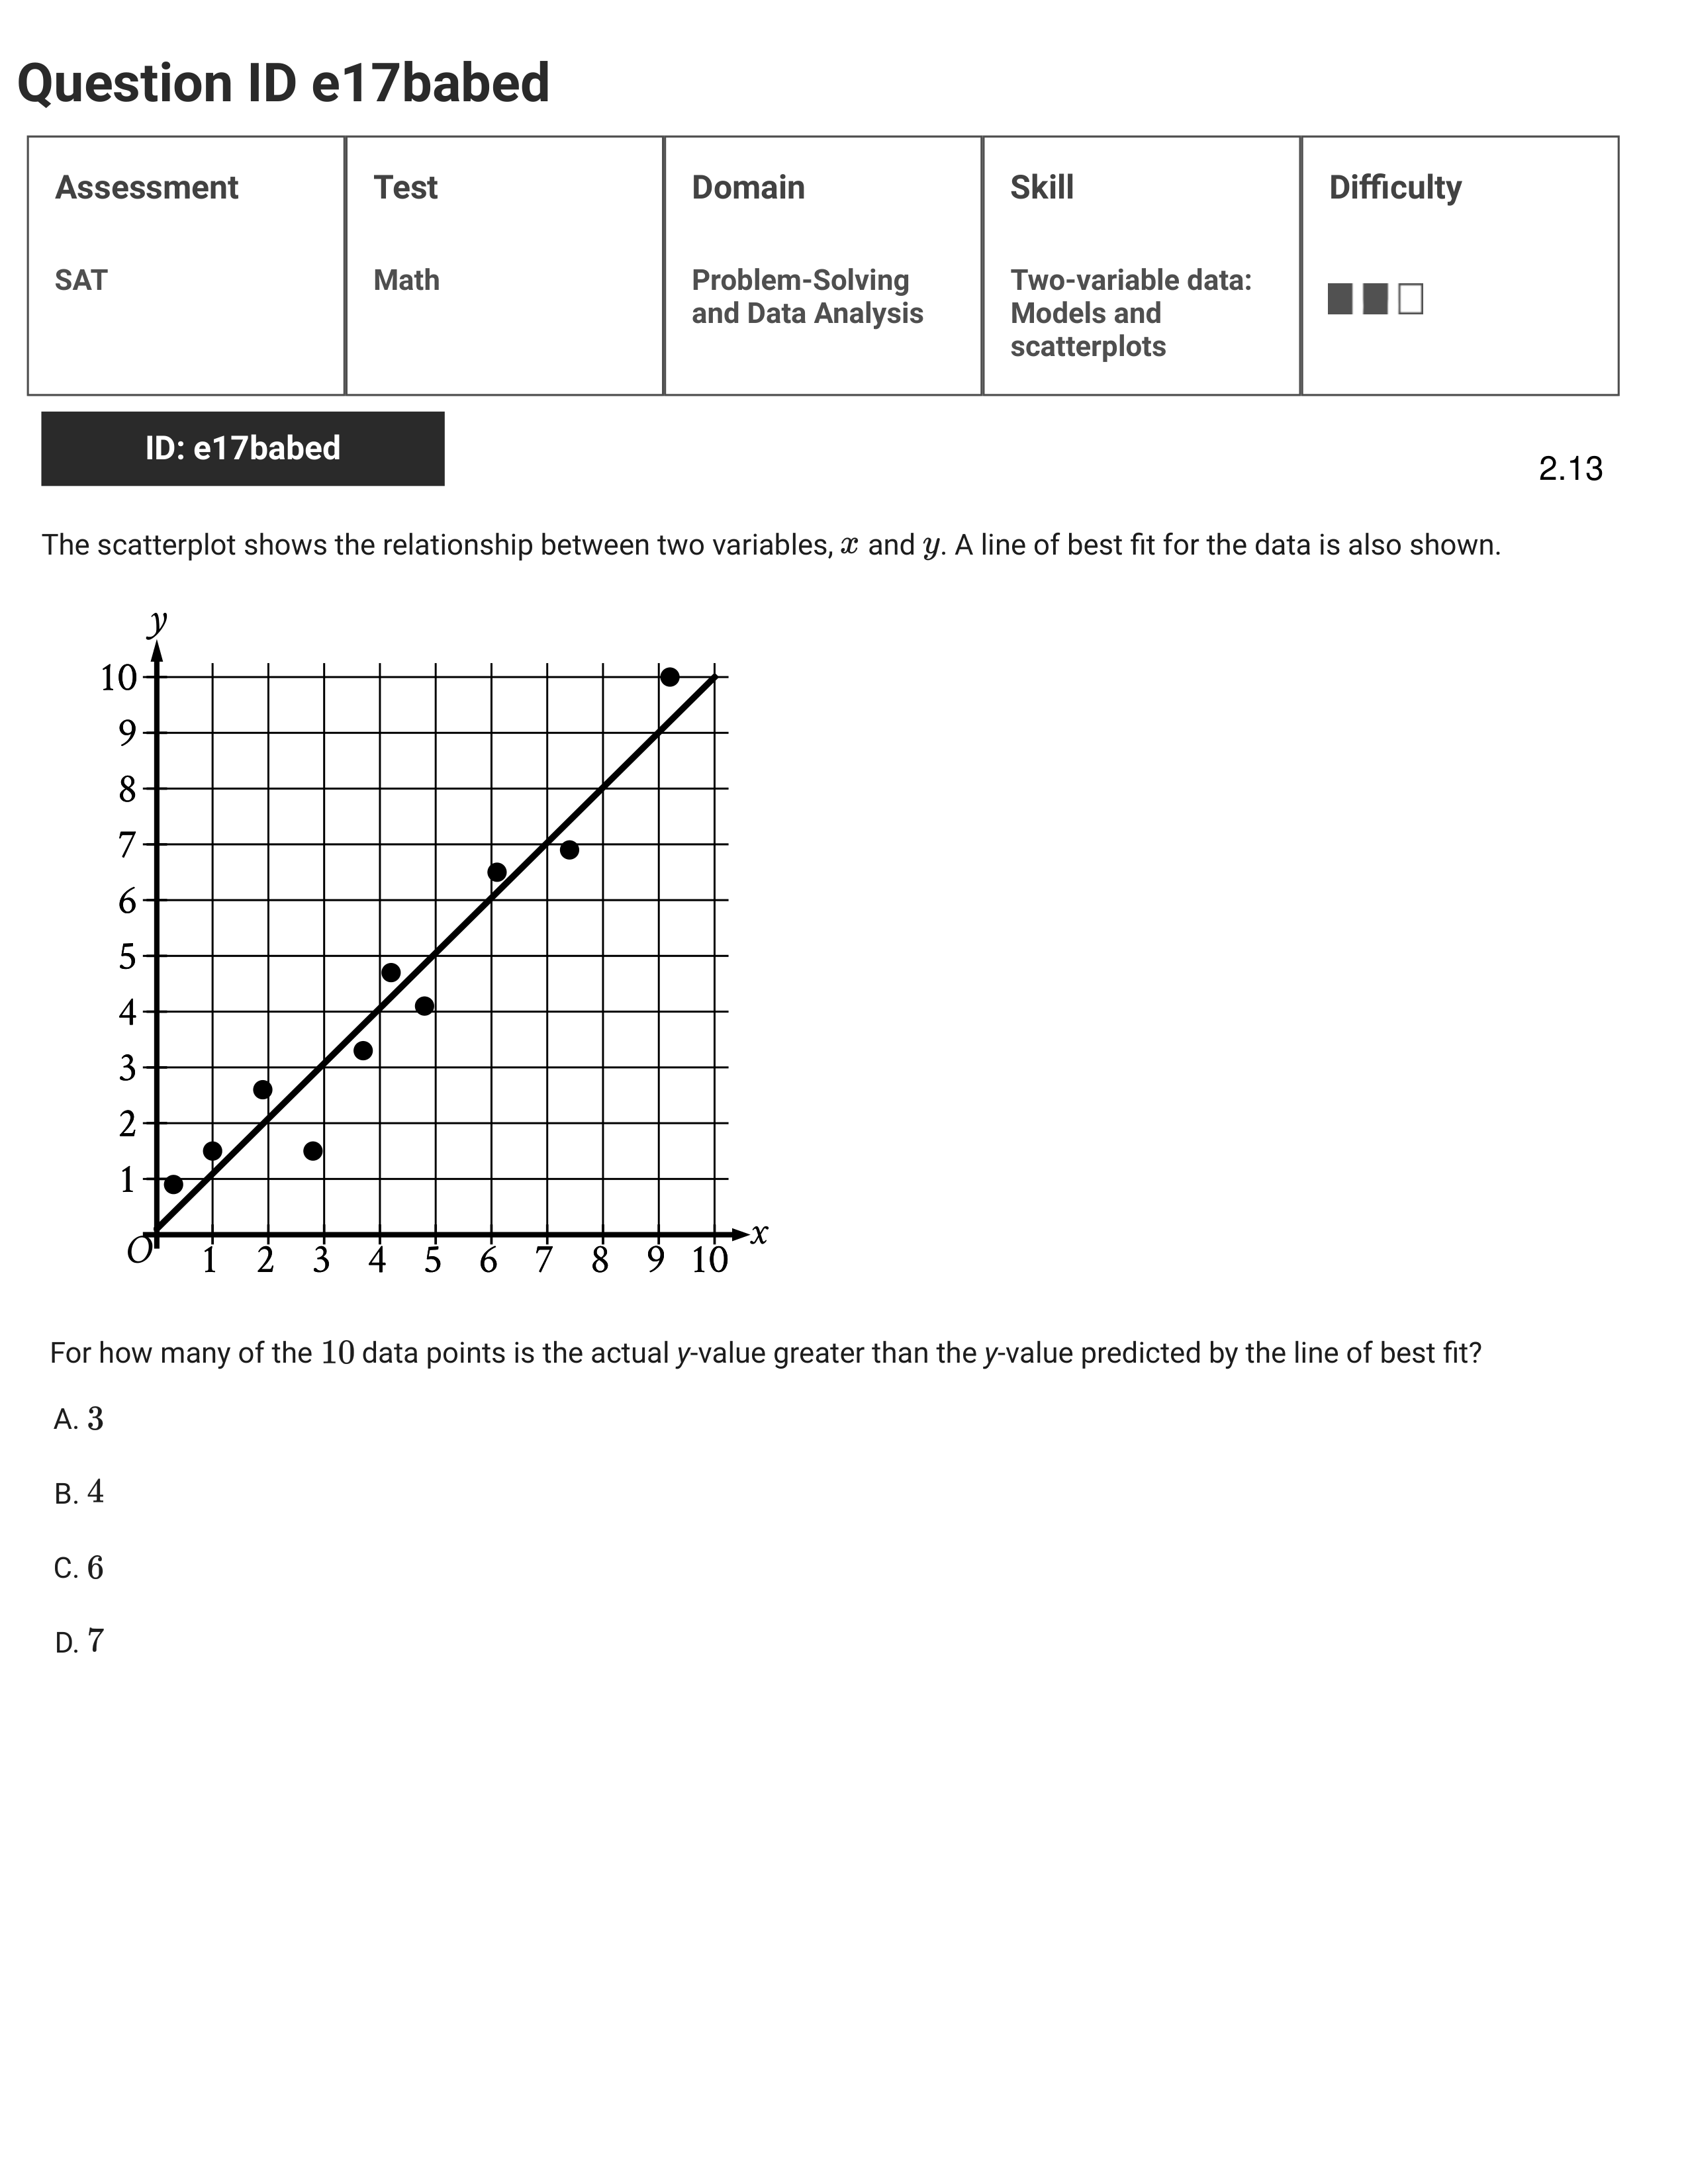 Question ID e17babed
Assessment
Test
Domain
Skill
Difficulty
SAT
Math
Problem-Solving
and Data Analysis
Two-variable data:
Models and
scatterplots
ID: e17babed
2.13
The scatterplot shows the relationship between two variables, x and y. A line of best fit for the data is also shown.
y
10
9
8
7
6
5
4
3
2
1
O
1 2 3 4 5 6 7 8 9 10
x
For how many of the 10 data points is the actual y-value greater than the y-value predicted by the line of best fit?
A. 3
B. 4
C. 6
D. 7